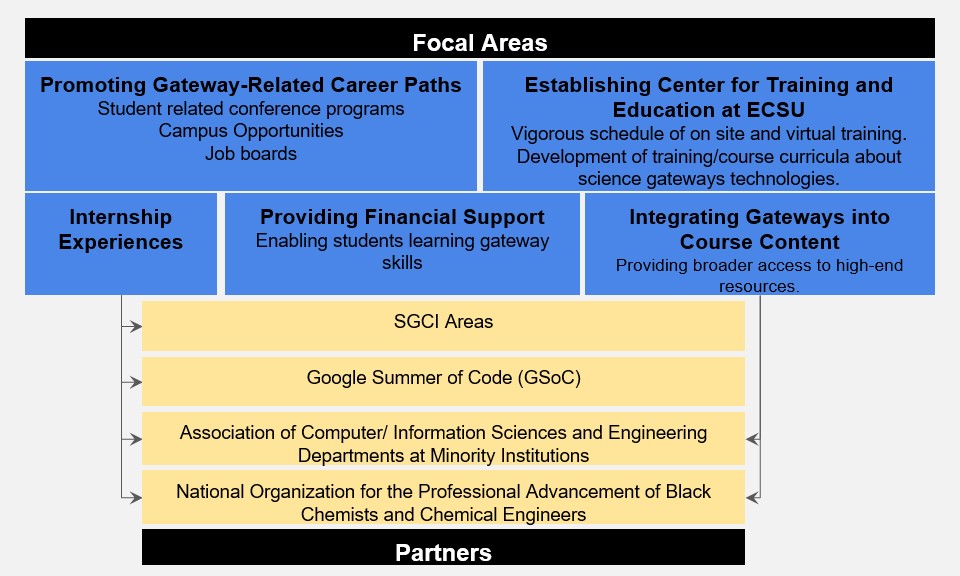 Focal Areas
Promoting Gateway-Related Career Paths
Student related conference programs
Campus Opportunities
Job boards
Establishing Center for Training and
Education at ECSU
Vigorous schedule of on site and virtual training.
Development of training/course curricula about
science gateways technologies.
Internship
Experiences
Providing Financial Support
Enabling students learning gateway
skills
Integrating Gateways into
Course Content
Providing broader access to high-end
resources.
SGCI Areas
Google Summer of Code (GSoC)
Association of Computer/ Information Sciences and Engineering
Departments at Minority Institutions
National Organization for the Professional Advancement of Black
Chemists and Chemical Engineers
Partners